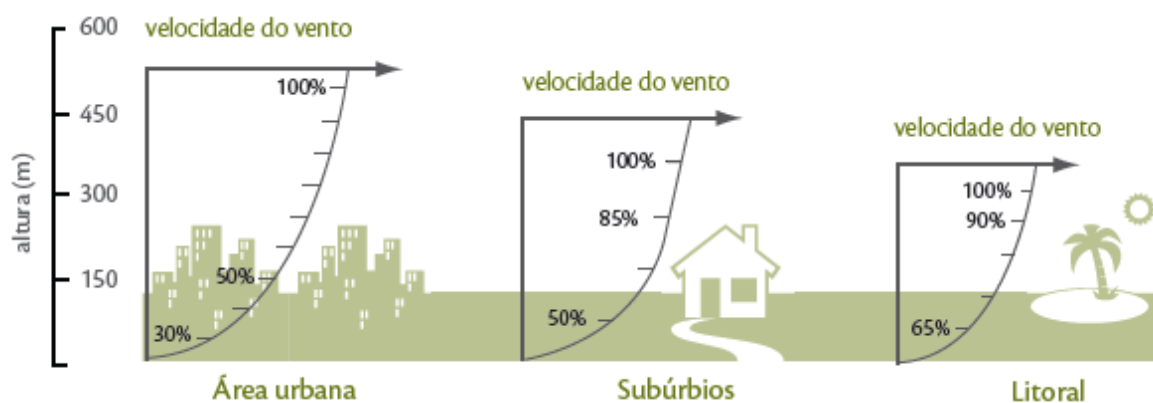 altura (m)
600
450
300
150
velocidade do vento
100%
50%
30%
Área urbana
velocidade do vento
100%
85%
50%
Subúrbios
velocidade do vento
100%
90%
65%
Litoral